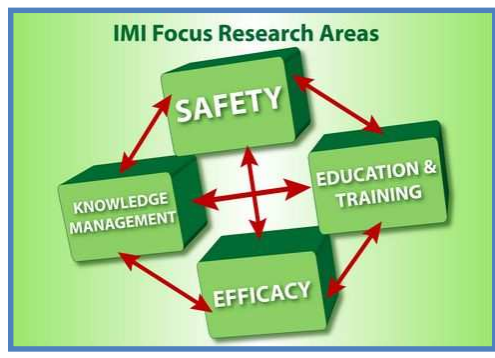 IMI Focus Research Areas
SAFETY
KNOWLEDGE
MANAGEMENT
EDUCATION &
TRAINING
EFFICACY